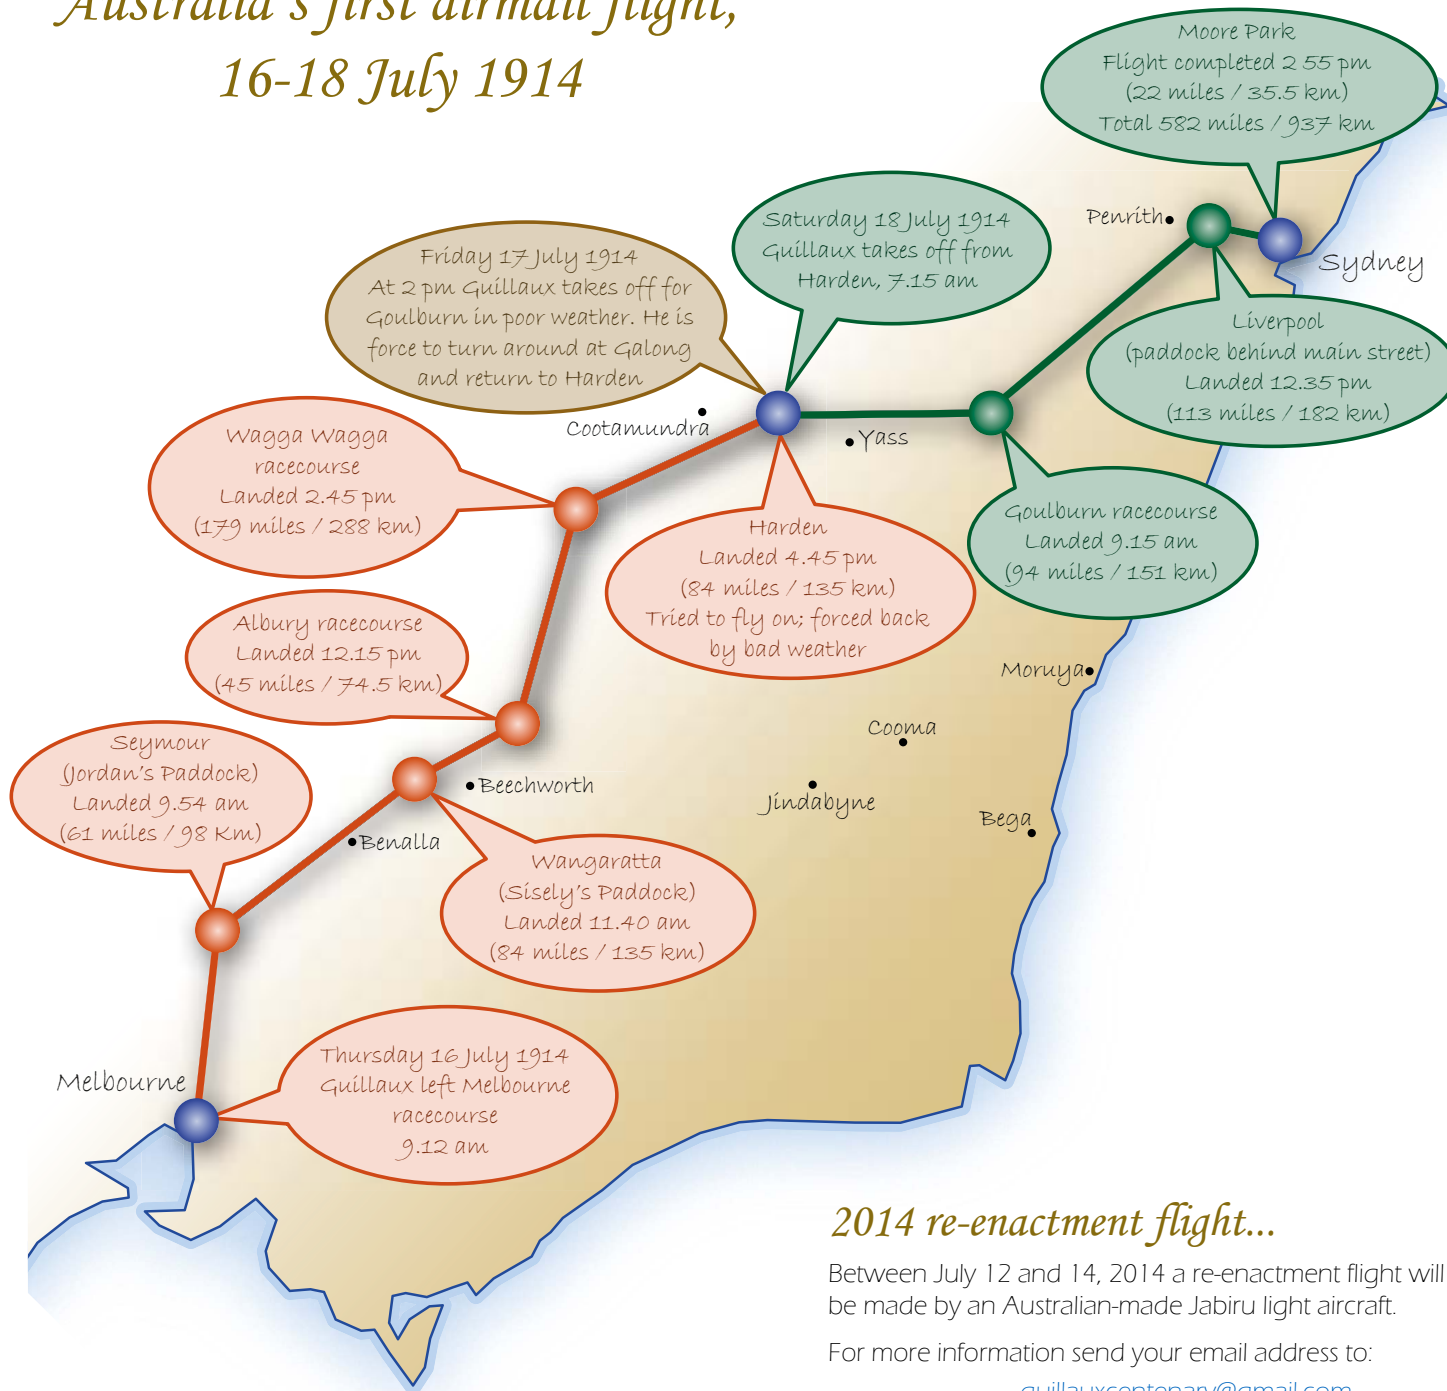 Australia's first airmail flight,
16-18 July 1914
Moore Park
Flight completed 2 55 pm
(22 miles / 35.5 km)
Total 582 miles / 937 km
Penrith
Sydney
Saturday 18 July 1914
Guillaux takes off from
Harden, 7.15 am
Friday 17 July 1914
At 2 pm Guillaux takes off for
Goulburn in poor weather. He is
force to turn around at Galong
and return to Harden
Liverpool
(paddock behind main street)
Landed 12.35 pm
(113 miles / 182 km)
Cootamundra
Yass
Wagga Wagga
racecourse
Landed 2.45 pm
(179 miles / 288 km)
Harden
Landed 4.45 pm
(84 miles / 135 km)
Tried to fly on; forced back
by bad weather
Goulburn racecourse
Landed 9.15 am
(94 miles / 151 km)
Albury racecourse
Landed 12.15 pm
(45 miles / 74.5 km)
Moruya
Cooma
Jindabyne
Bega
Seymour
(Jordan's Paddock)
Landed 9.54 am
(61 miles / 98 Km)
Beechworth
Benalla
Wangaratta
(Sisely's Paddock)
Landed 11.40 am
(84 miles / 135 km)
Melbourne
Thursday 16 July 1914
Guillaux left Melbourne
racecourse
9.12 am
2014 re-enactment flight...
Between July 12 and 14, 2014 a re-enactment flight will
be made by an Australian-made Jabiru light aircraft.
For more information send your email address to:
guillauxcentenary@gmail.com